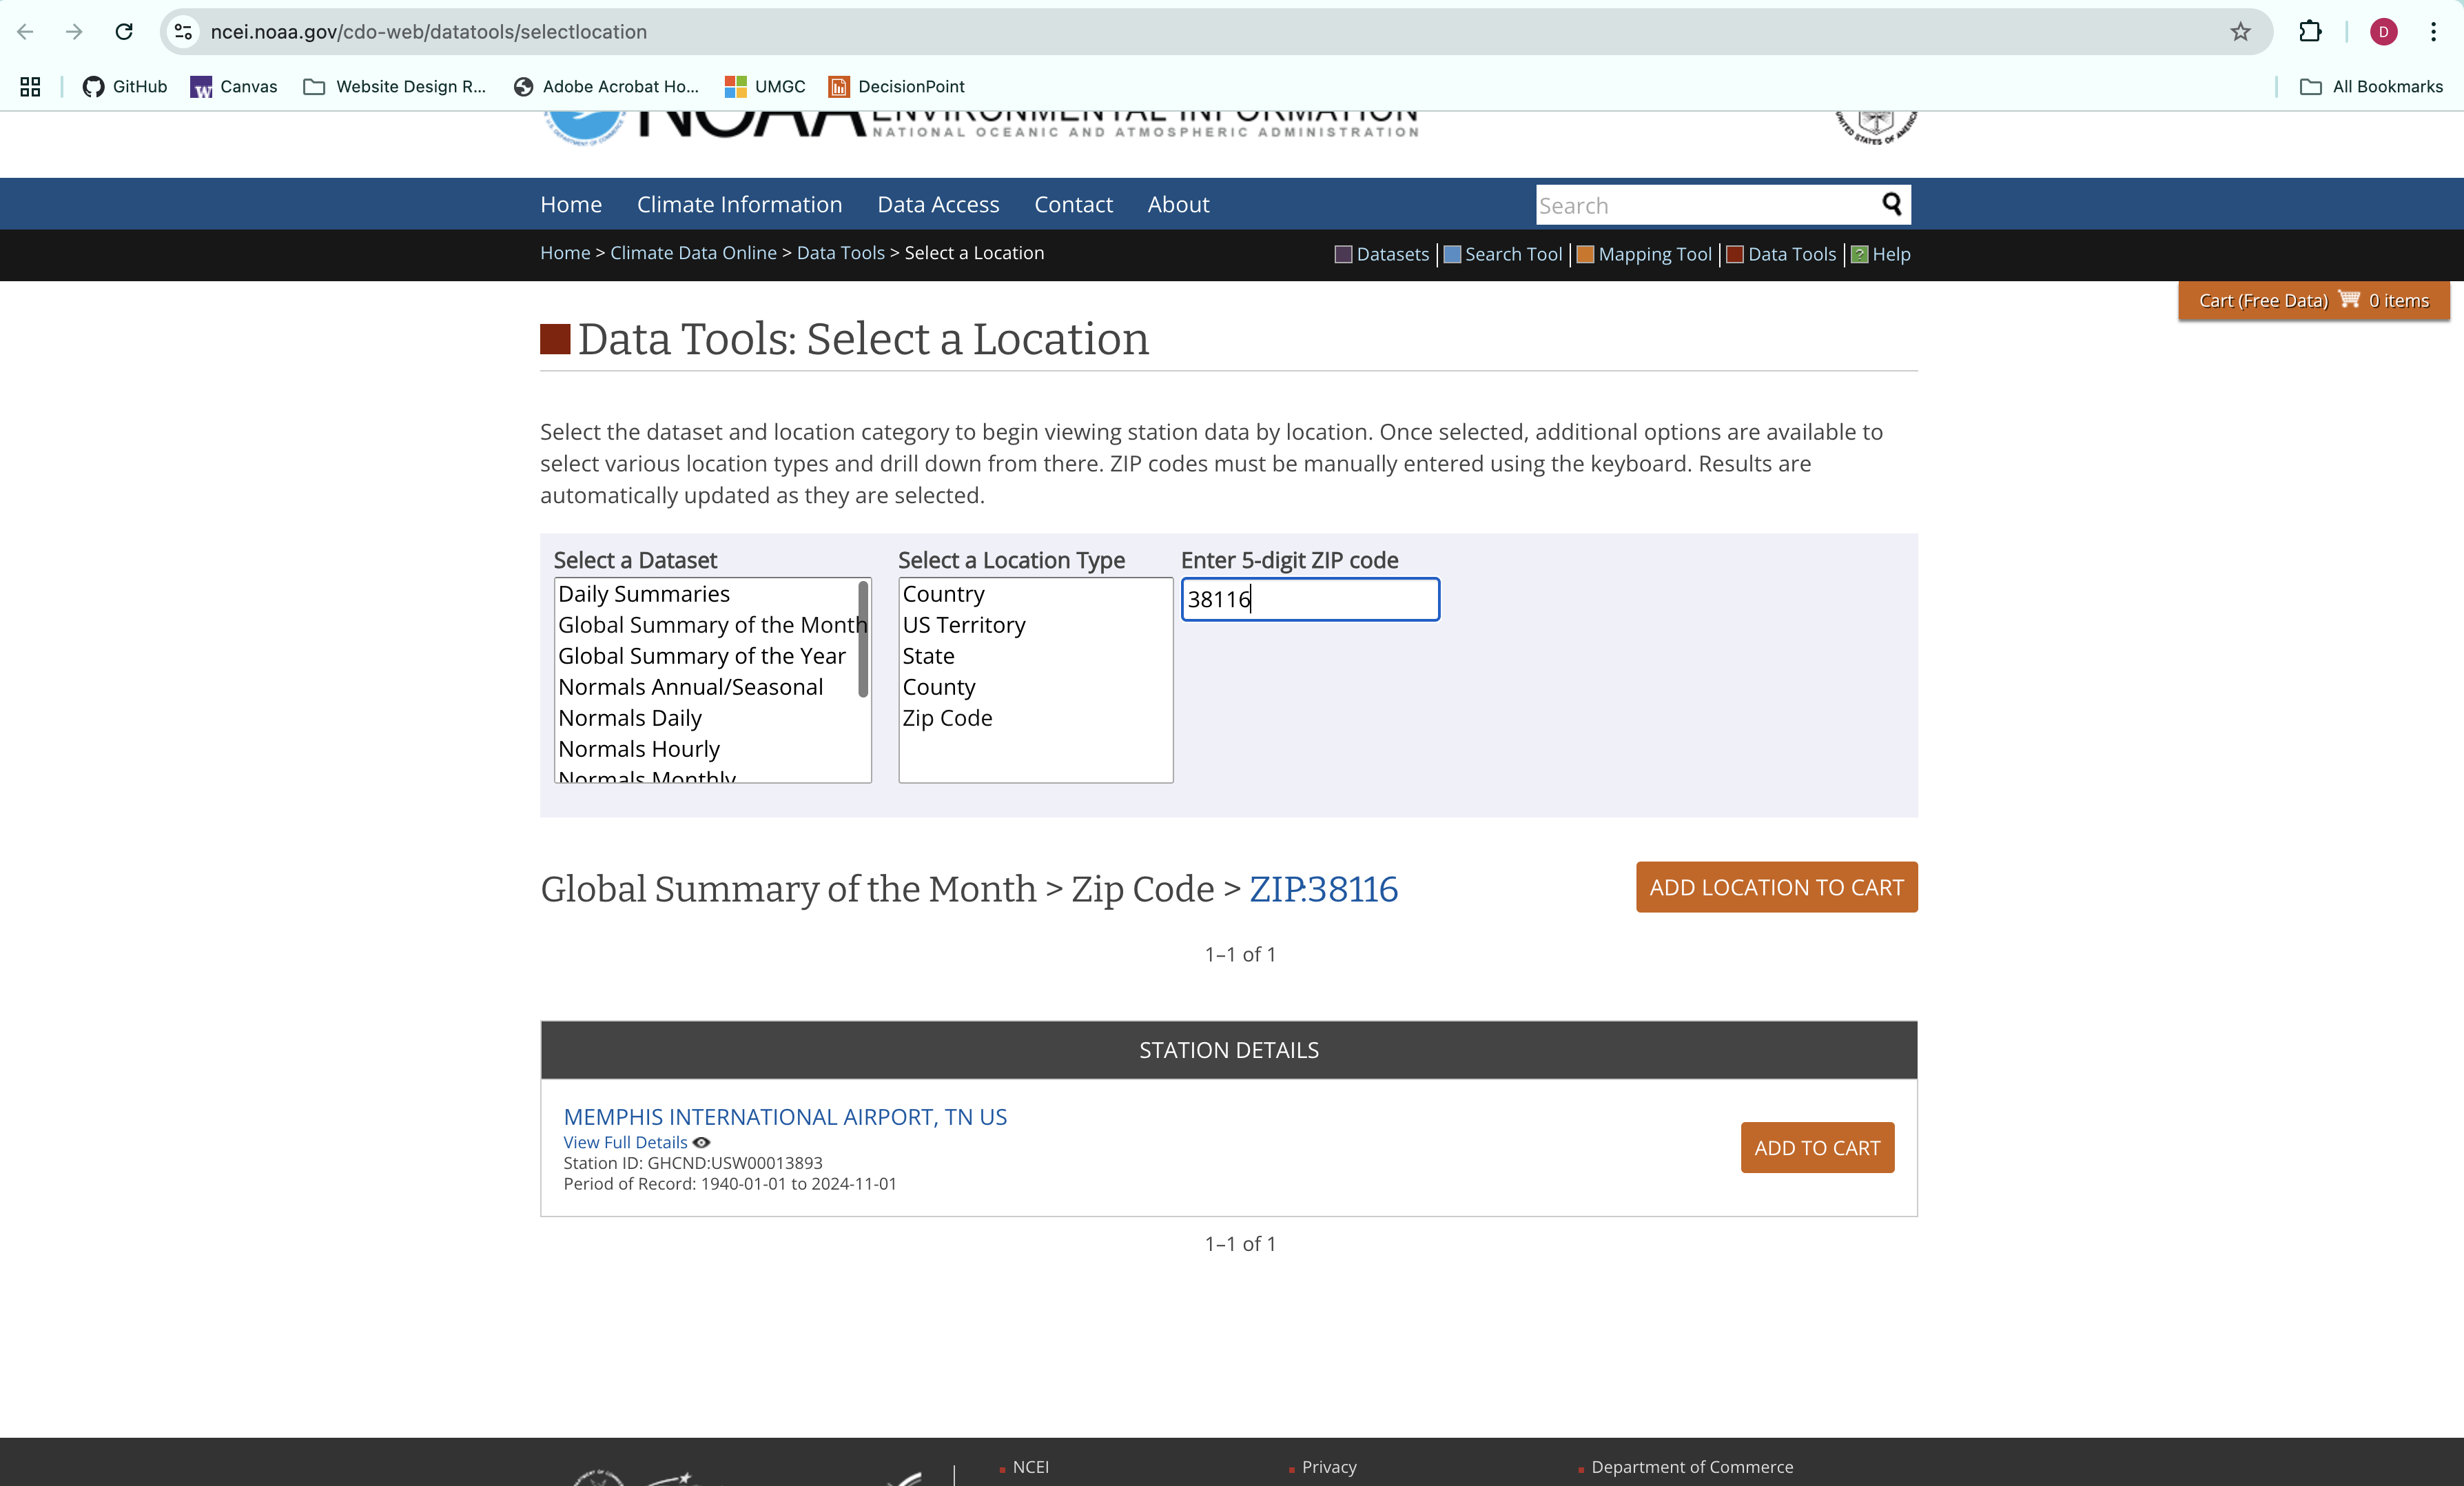 ncei.noaa.gov/cdo-web/datatools/selectlocation
D
GitHub
Canvas
Website Design R...
Adobe Acrobat Ho...
UMGC
DecisionPoint
All Bookmarks
NOAA ENVIRONMENTAL INFORMATION
NATIONAL OCEANIC AND ATMOSPHERIC ADMINISTRATION
Home Climate Information Data Access Contact About
Search
Home > Climate Data Online > Data Tools > Select a Location
Datasets | Search Tool | Mapping Tool | Data Tools | Help
Cart (Free Data) 0 items
Data Tools: Select a Location
Select the dataset and location category to begin viewing station data by location. Once selected, additional options are available to
select various location types and drill down from there. ZIP codes must be manually entered using the keyboard. Results are
automatically updated as they are selected.
Select a Dataset
Daily Summaries
Global Summary of the Month
Global Summary of the Year
Normals Annual/Seasonal
Normals Daily
Normals Hourly
Normals Monthly
Select a Location Type
Country
US Territory
State
County
Zip Code
Enter 5-digit ZIP code
38116
Global Summary of the Month > Zip Code > ZIP:38116
ADD LOCATION TO CART
1–1 of 1
STATION DETAILS
MEMPHIS INTERNATIONAL AIRPORT, TN US
View Full Details
Station ID: GHCND:USW00013893
Period of Record: 1940-01-01 to 2024-11-01
ADD TO CART
1–1 of 1
NCEI
Privacy
Department of Commerce